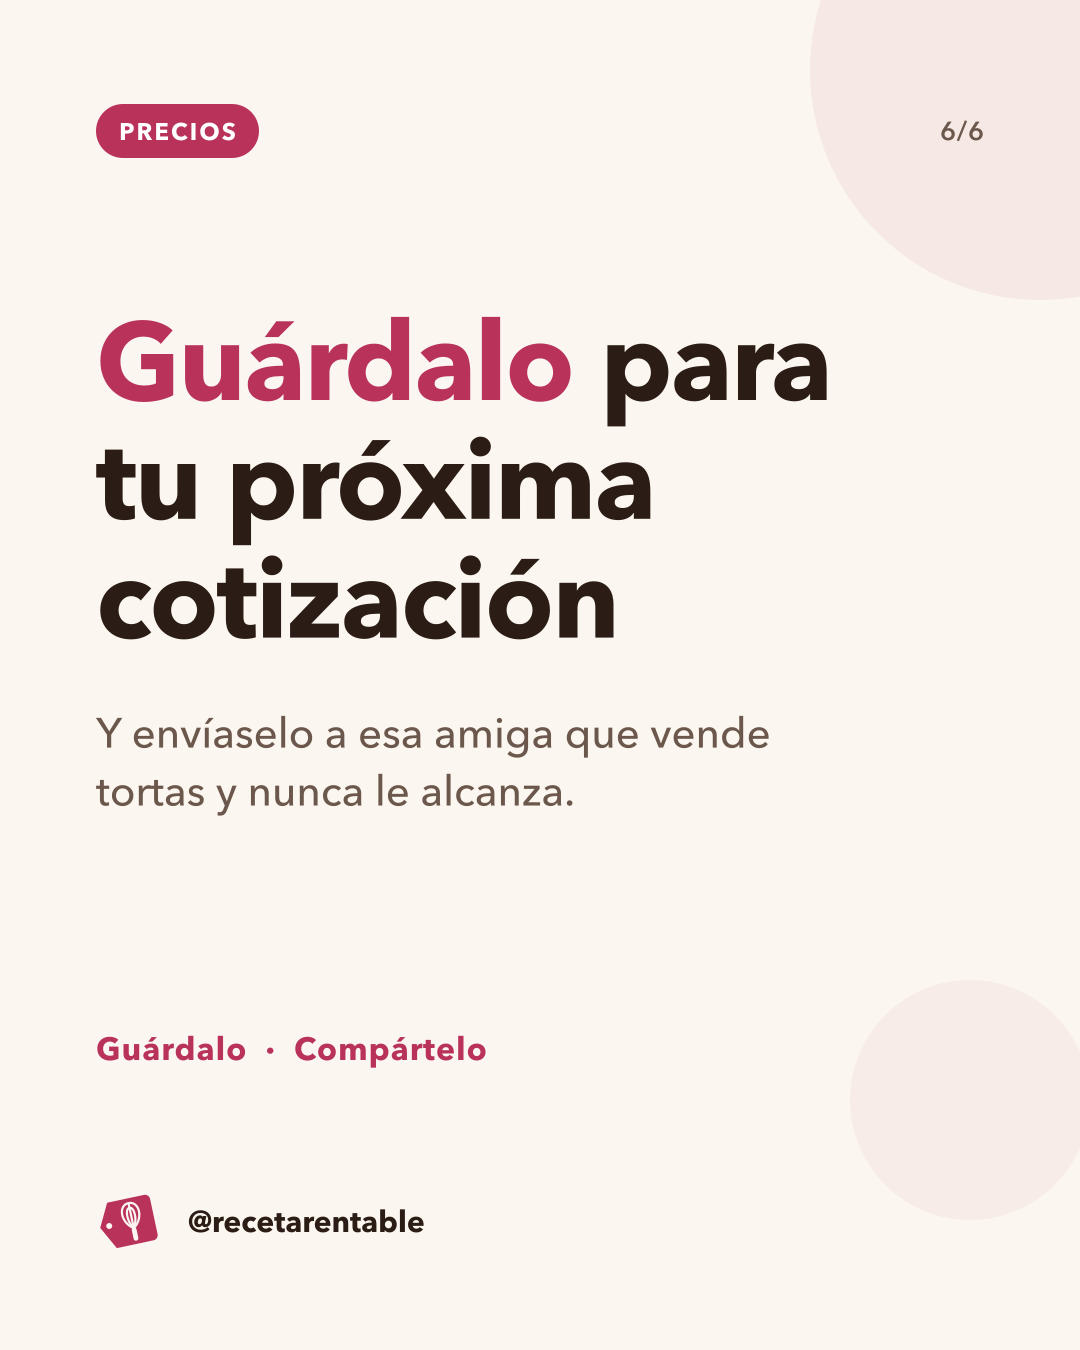 PRECIOS
6/6
Guárdalo para
tu próxima
cotización
Y envíaselo a esa amiga que vende
tortas y nunca le alcanza.
Guárdalo · Compártelo
@recetarentable